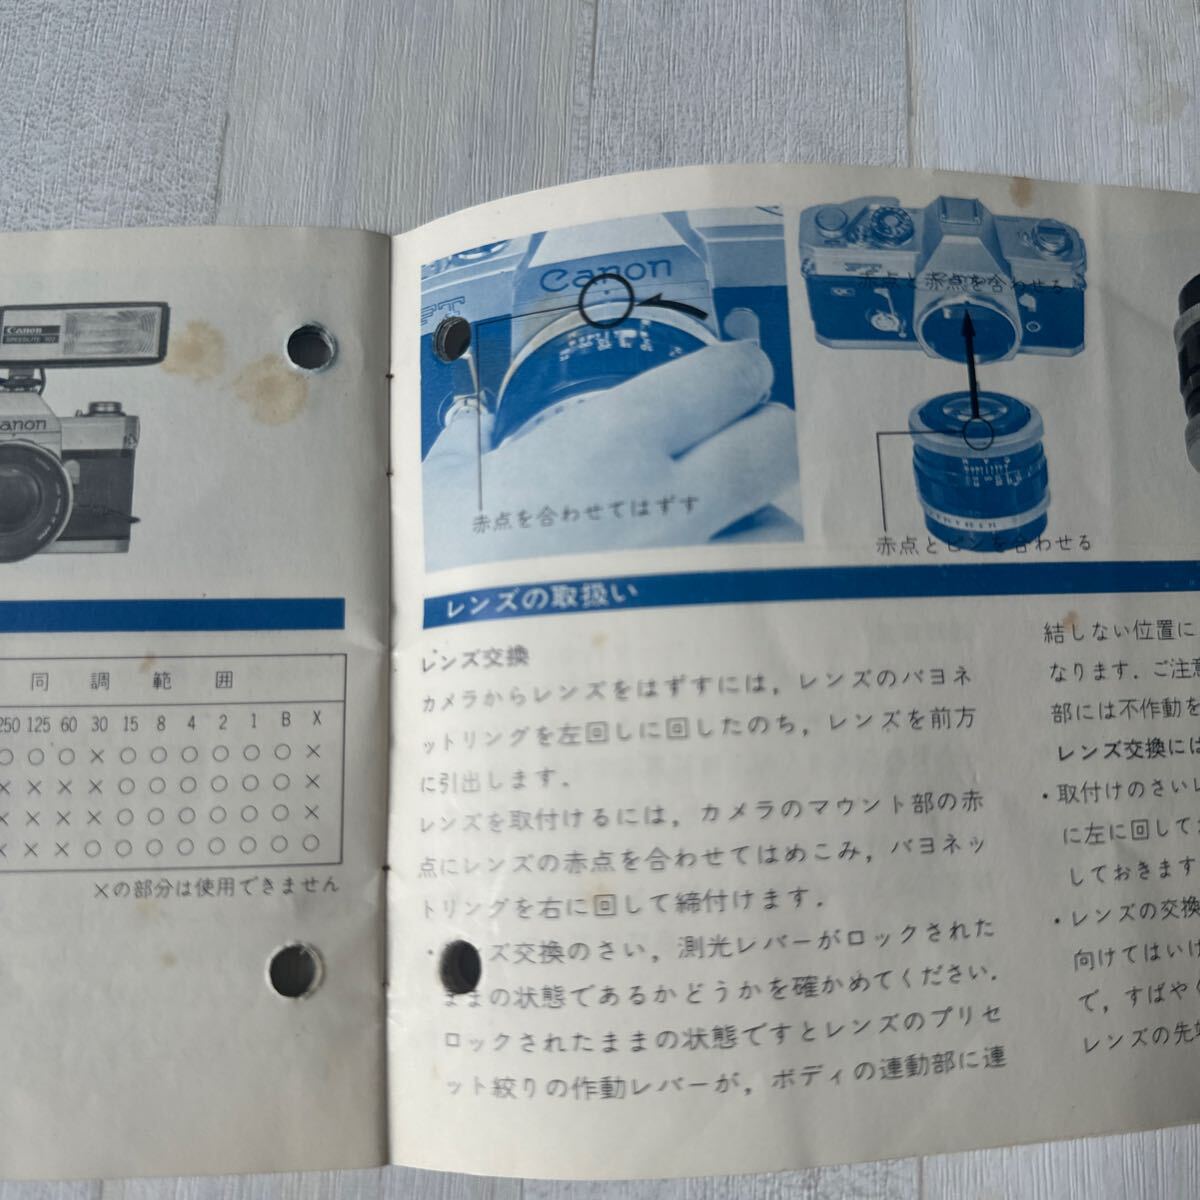 Canon
SPEEDLITE 102
anon
同調範囲
250 125 60 30 15 8 4 2 1 B X
○ ○ ○ × ○ ○ ○ ○ ○ ○ ×
× × × × ○ ○ ○ ○ ○ ○ ×
× × × × ○ ○ ○ ○ ○ ○ ×
× × × ○ ○ ○ ○ ○ ○ ○ ○
×の部分は使用できません
Canon
FT
赤点を合わせてはずす
赤点と赤点を合わせる
赤点とピンを合わせる
レンズの取扱い
レンズ交換
カメラからレンズをはずすには，レンズのバヨネ
ットリングを左回しに回したのち，レンズを前方
に引出します．
レンズを取付けるには，カメラのマウント部の赤
点にレンズの赤点を合わせてはめこみ，バヨネッ
トリングを右に回して締付けます．
・ンズ交換のさい，測光レバーがロックされた
ままの状態であるかどうかを確かめてください．
ロックされたままの状態ですとレンズのプリセ
ット絞りの作動レバーが，ボディの連動部に連
結しない位置に
なります．ご注意
部には不作動を
レンズ交換には
・取付けのさいレ
に左に回して
しておきます
・レンズの交換
向けてはいけ
で，すばやく
レンズの先